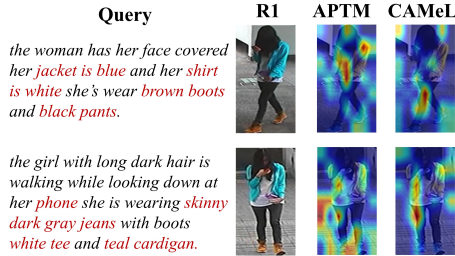 Query R1 APTM CAMeL
the woman has her face covered
her jacket is blue and her shirt
is white she's wear brown boots
and black pants.
the girl with long dark hair is
walking while looking down at
her phone she is wearing skinny
dark gray jeans with boots
white tee and teal cardigan.